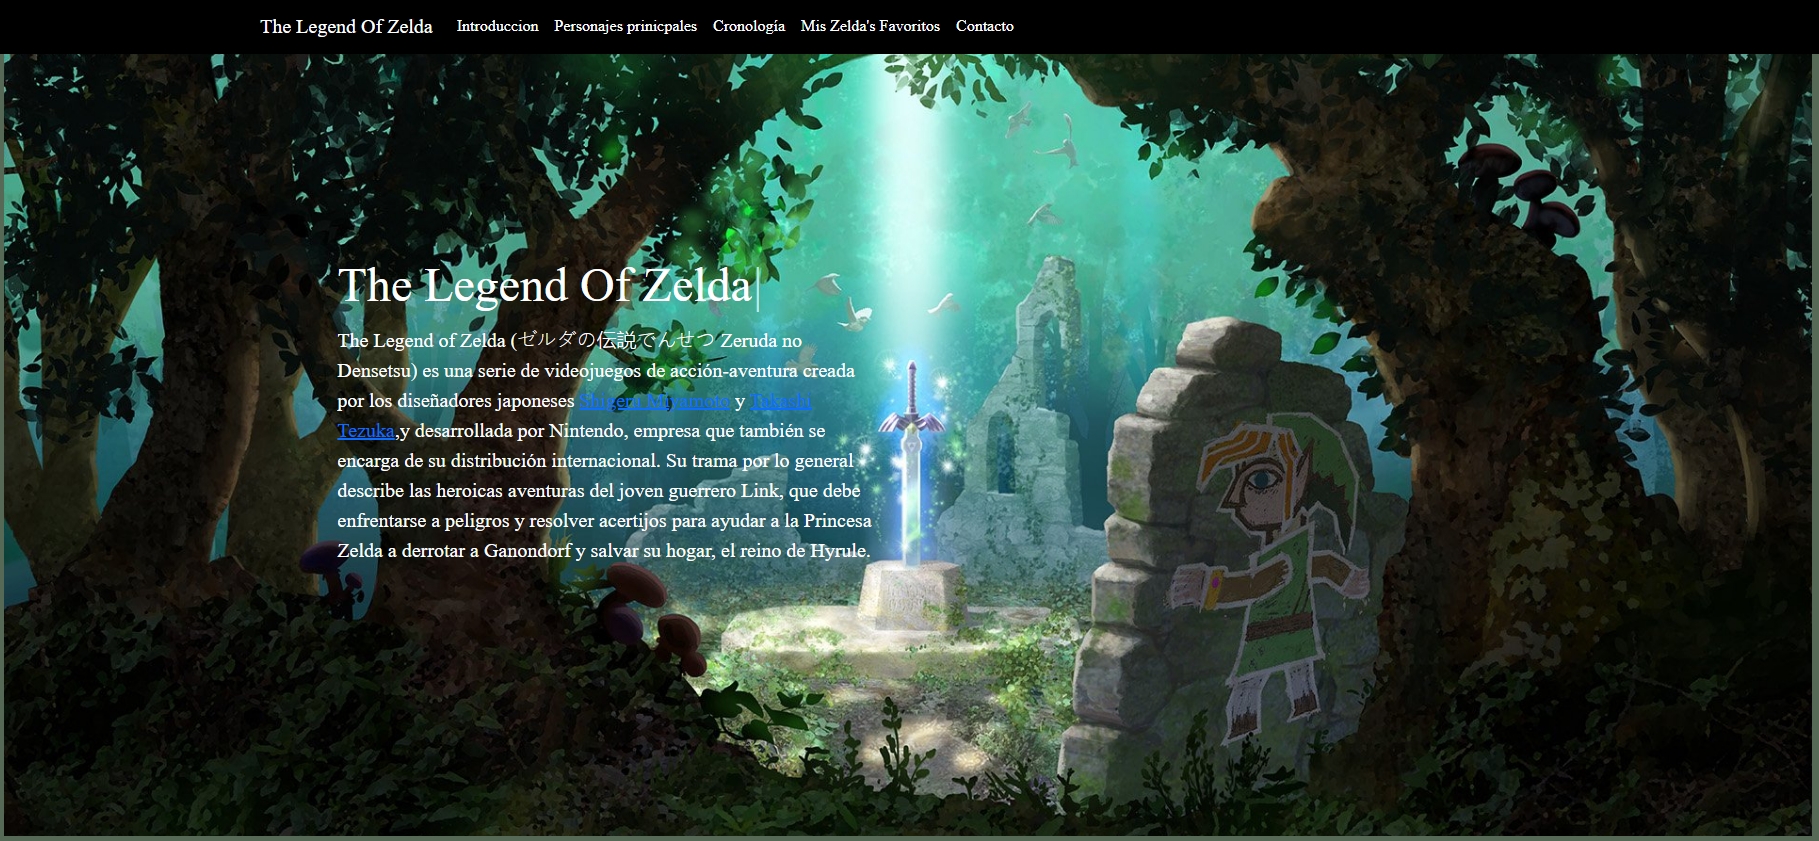 The Legend Of Zelda Introduccion Personajes prinicpales Cronología Mis Zelda's Favoritos Contacto
The Legend Of Zelda|
The Legend of Zelda (ゼルダの伝説でんせつ Zeruda no
Densetsu) es una serie de videojuegos de acción-aventura creada
por los diseñadores japoneses Shigeru Miyamoto y Takashi
Tezuka,y desarrollada por Nintendo, empresa que también se
encarga de su distribución internacional. Su trama por lo general
describe las heroicas aventuras del joven guerrero Link, que debe
enfrentarse a peligros y resolver acertijos para ayudar a la Princesa
Zelda a derrotar a Ganondorf y salvar su hogar, el reino de Hyrule.